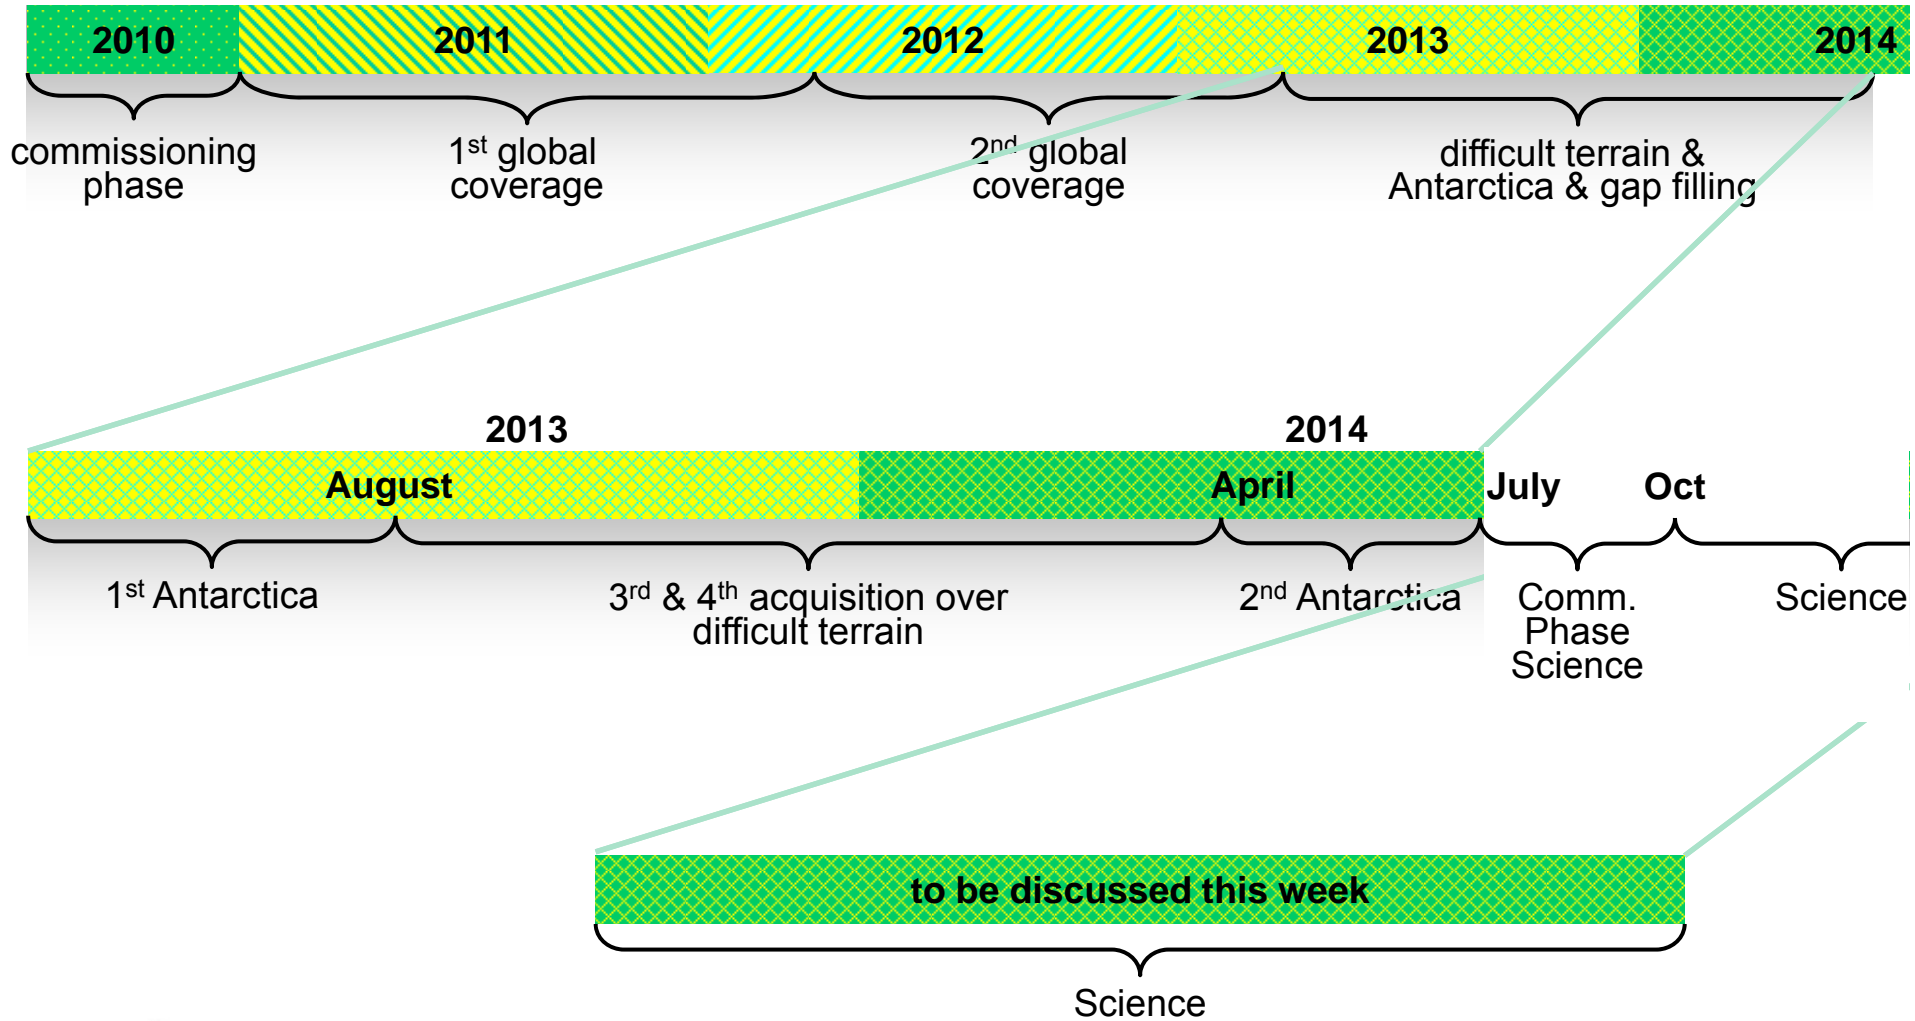 2010 2011 2012 2013 2014
commissioning
phase
1st global
coverage
2nd global
coverage
difficult terrain &
Antarctica & gap filling
2013 2014
August April July Oct
1st Antarctica
3rd & 4th acquisition over
difficult terrain
2nd Antarctica
Comm.
Phase
Science
Science
to be discussed this week
Science